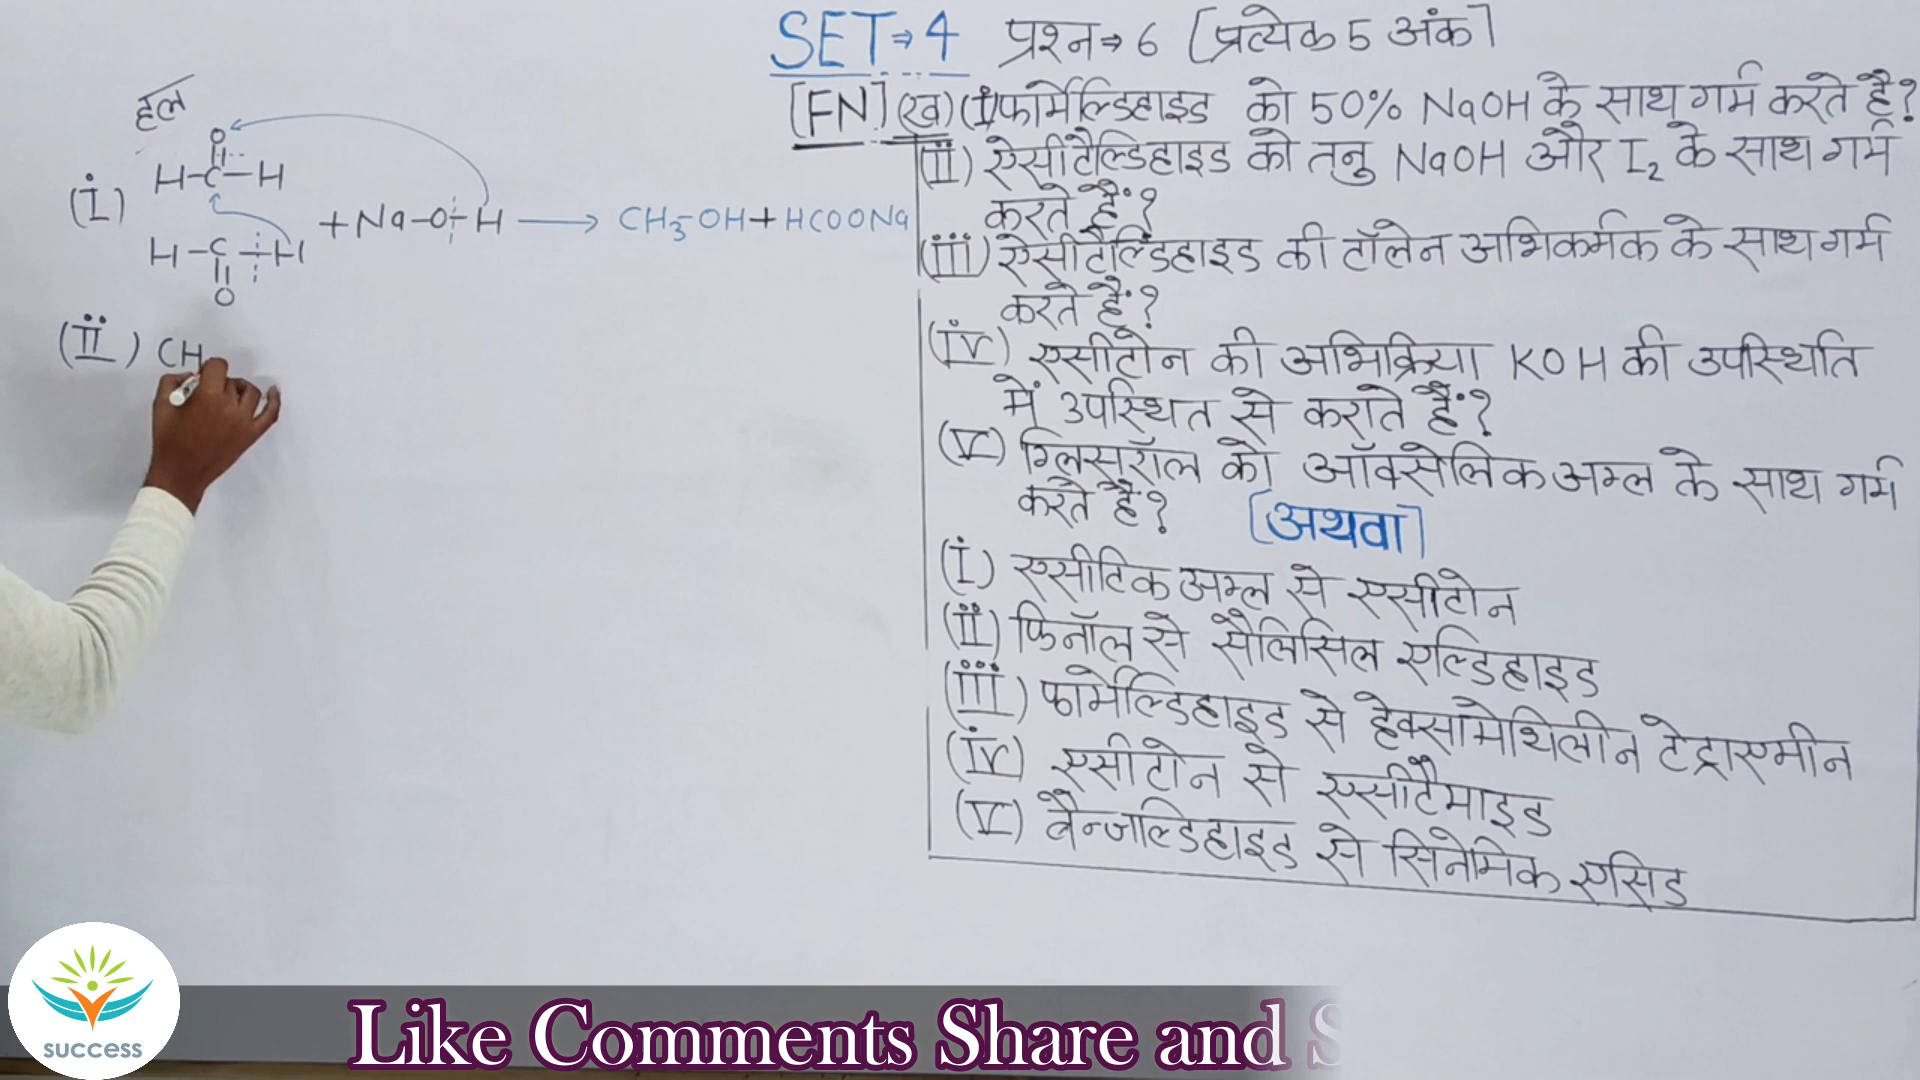 SET⇒4 प्रश्न⇒6 [प्रत्येक 5 अंक]
[FN] (ख) (i) फार्मेल्डिहाइड को 50% NaOH के साथ गर्म करते हैं?
(ii) ऐसीटैल्डिहाइड को तनु NaOH और I₂ के साथ गर्म
करते हैं?
(iii) ऐसीटैल्डिहाइड की टॉलेन अभिकर्मक के साथ गर्म
करते हैं?
(iv) एसीटोन की अभिक्रिया KOH की उपस्थिति
में उपस्थित से कराते हैं?
(v) ग्लिसरॉल को ऑक्सेलिक अम्ल के साथ गर्म
करते हैं?
[अथवा]
(i) एसीटिक अम्ल से एसीटोन
(ii) फिनॉल से सैलिसिल एल्डिहाइड
(iii) फार्मेल्डिहाइड से हेक्सामेथिलीन टेट्राएमीन
(iv) एसीटोन से एसीटैमाइड
(v) बैन्जल्डिहाइड से सिनेमिक एसिड
हल
(i)
O
H-C-H
H-C-H
O
+ Na-O-H ⟶ CH₃-OH + HCOONa
(ii) CH
success
Like Comments Share and S